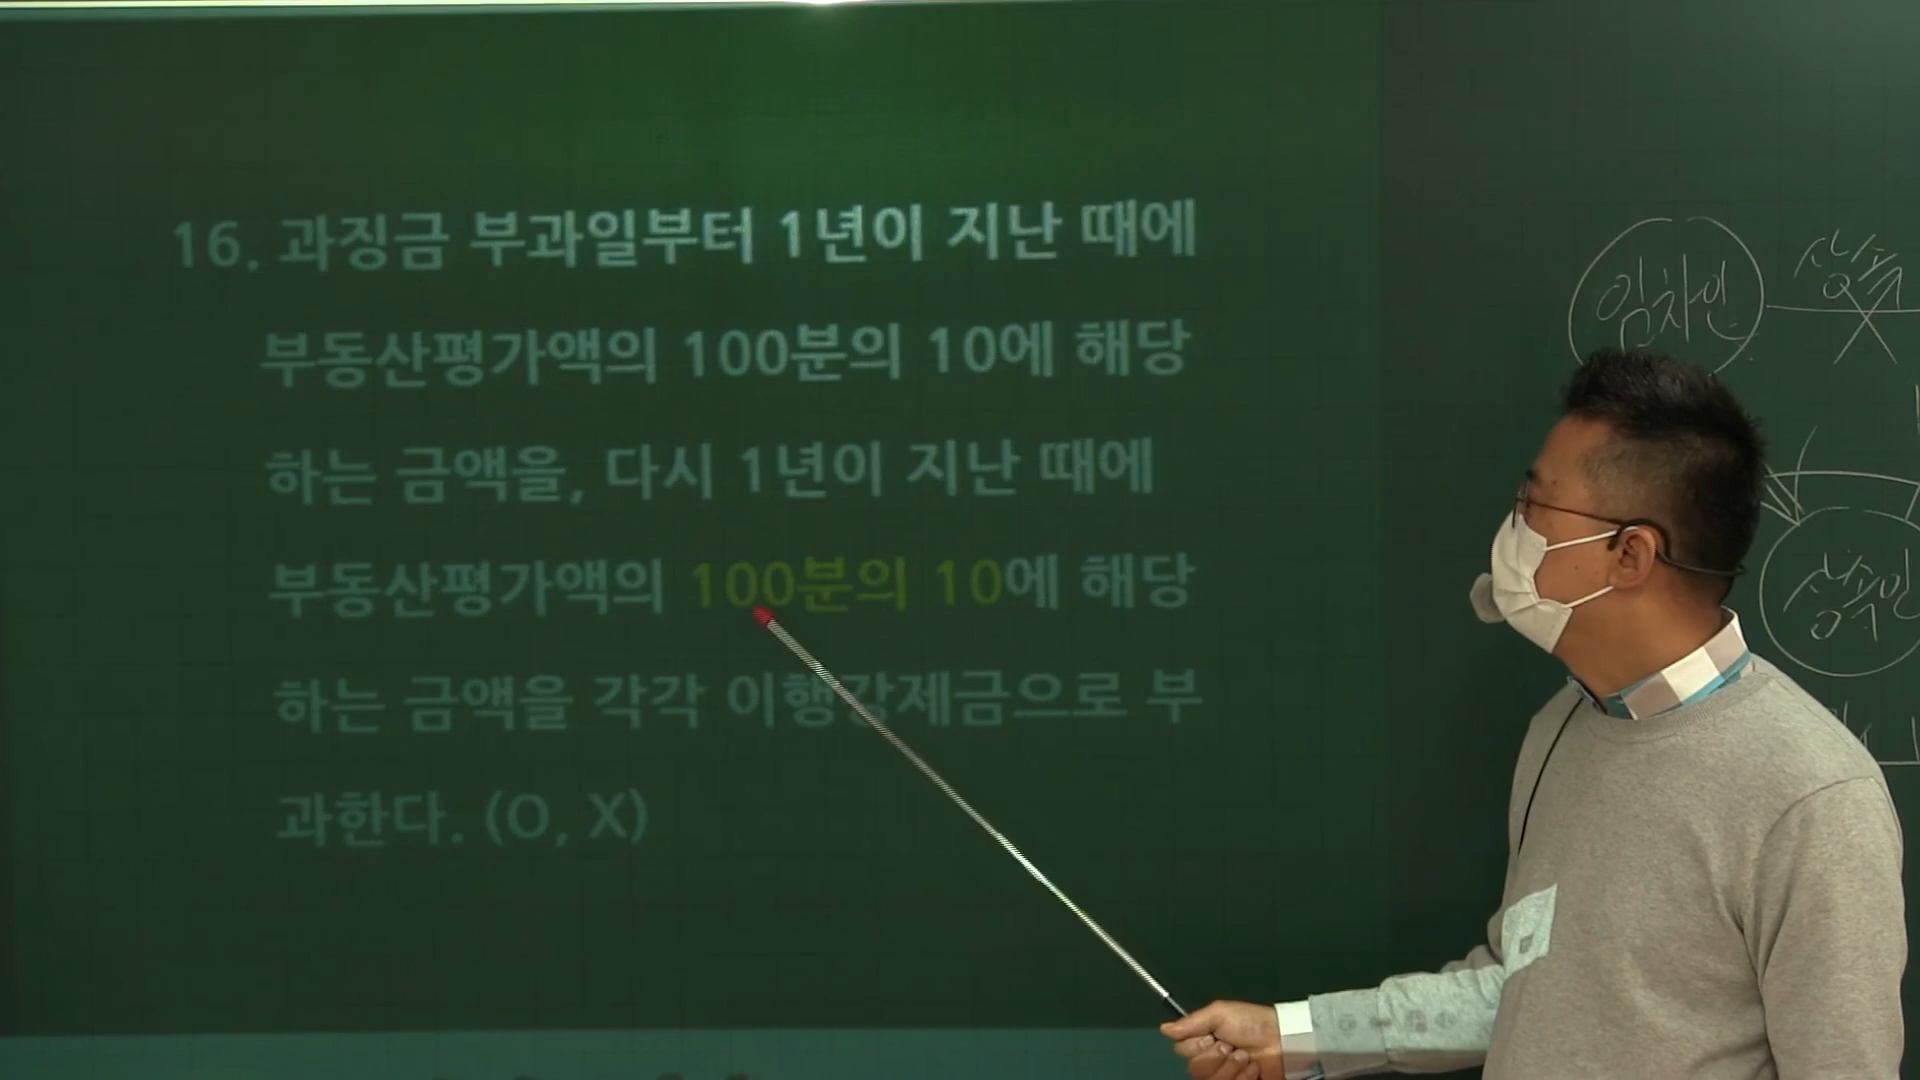 16. 과징금 부과일부터 1년이 지난 때에
부동산평가액의 100분의 10에 해당
하는 금액을, 다시 1년이 지난 때에
부동산평가액의 100분의 10에 해당
하는 금액을 각각 이행강제금으로 부
과한다. (O, X)
임차인
상속
상속인